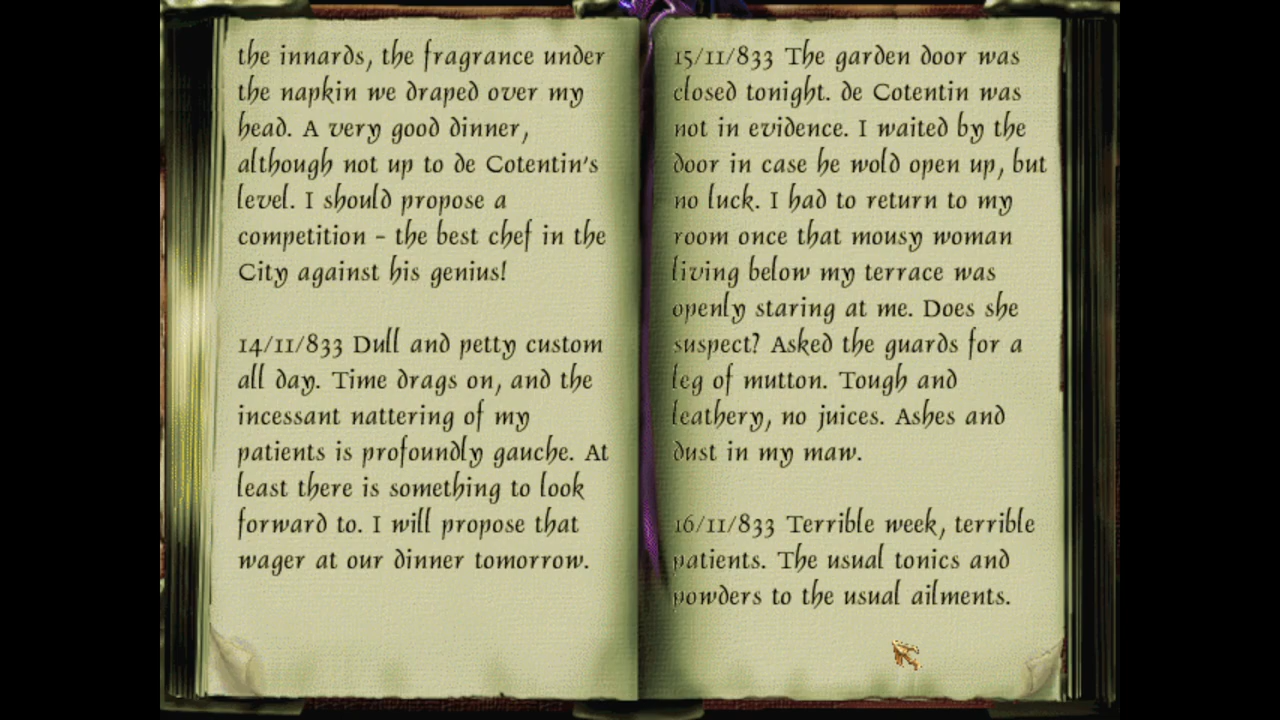 the innards, the fragrance under
the napkin we draped over my
head. A very good dinner,
although not up to de Cotentin's
level. I should propose a
competition - the best chef in the
City against his genius!
14/11/833 Dull and petty custom
all day. Time drags on, and the
incessant nattering of my
patients is profoundly gauche. At
least there is something to look
forward to. I will propose that
wager at our dinner tomorrow.
15/11/833 The garden door was
closed tonight. de Cotentin was
not in evidence. I waited by the
door in case he wold open up, but
no luck. I had to return to my
room once that mousy woman
living below my terrace was
openly staring at me. Does she
suspect? Asked the guards for a
leg of mutton. Tough and
leathery, no juices. Ashes and
dust in my maw.
16/11/833 Terrible week, terrible
patients. The usual tonics and
powders to the usual ailments.